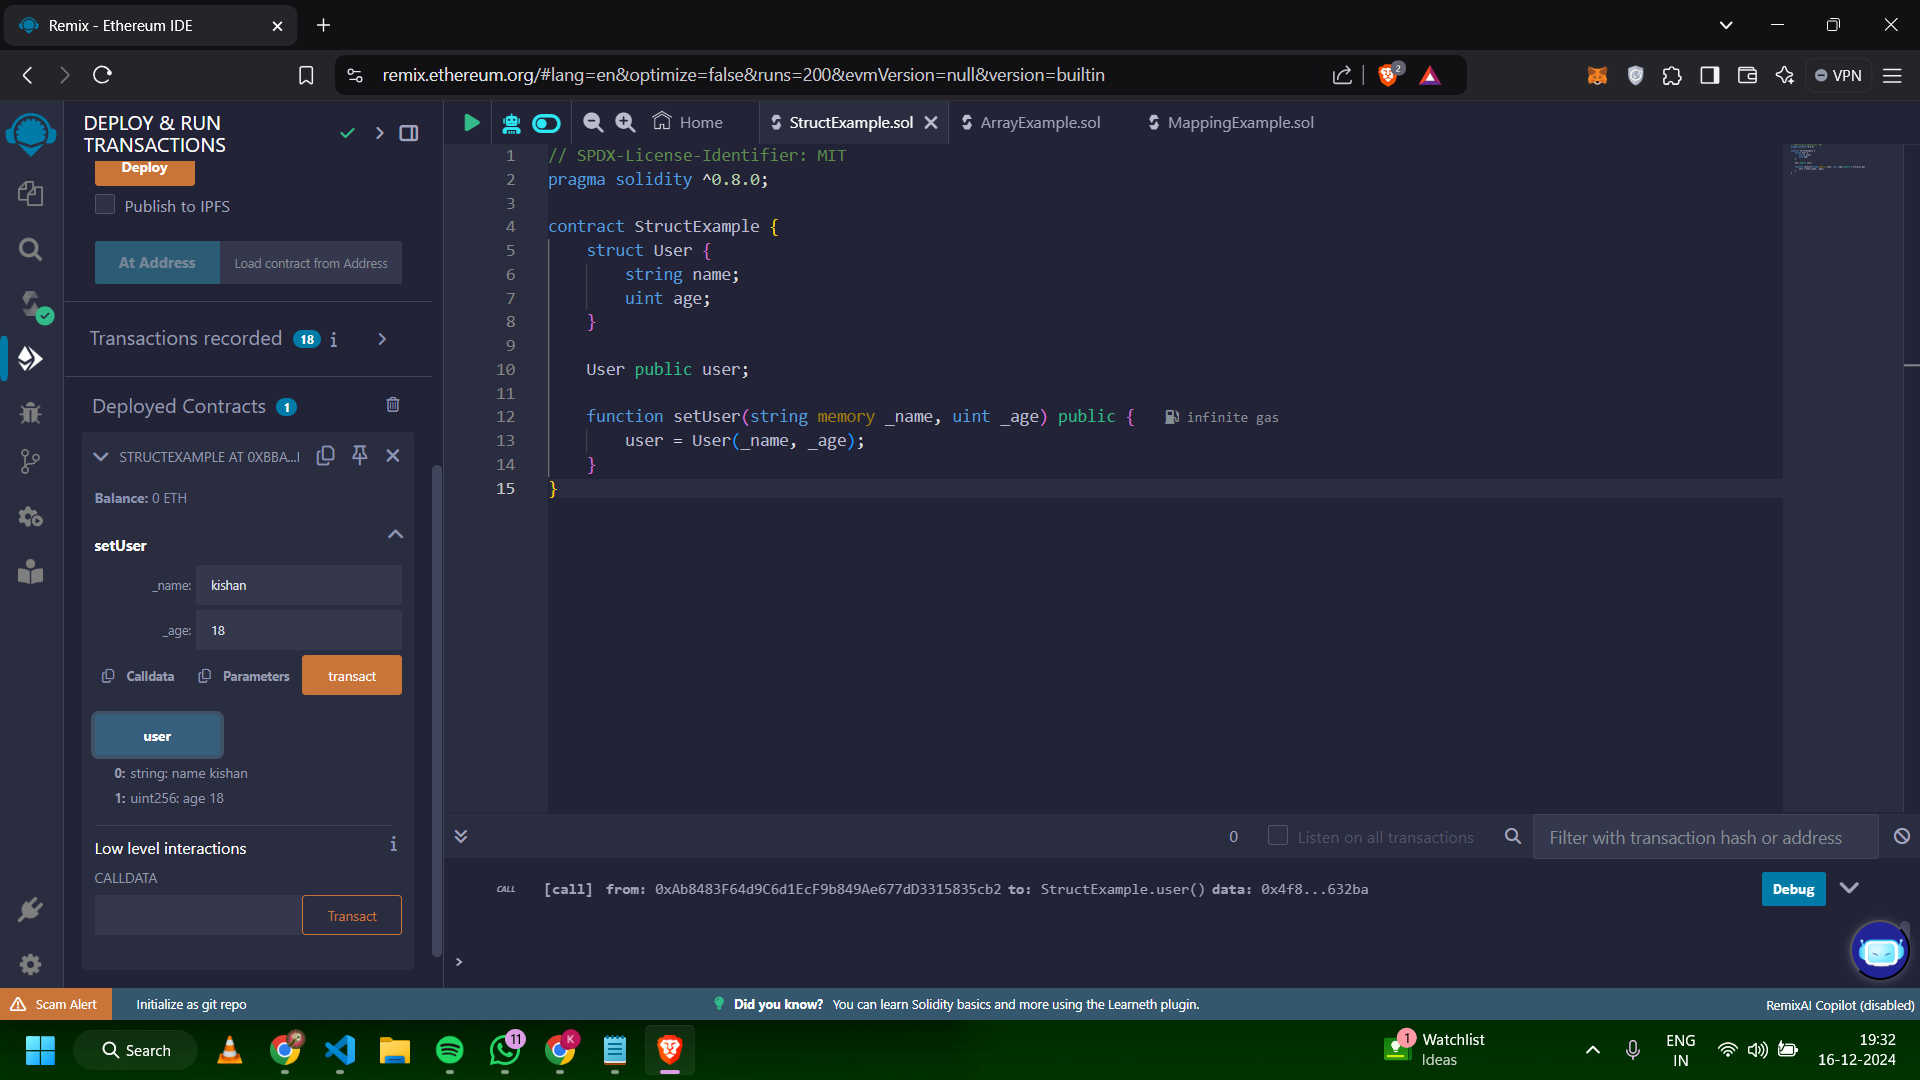 Remix - Ethereum IDE
remix.ethereum.org/#lang=en&optimize=false&runs=200&evmVersion=null&version=builtin
2
VPN
DEPLOY & RUN
TRANSACTIONS
Deploy
Publish to IPFS
At Address
Load contract from Address
Transactions recorded 18 i
Deployed Contracts 1
STRUCTEXAMPLE AT 0XBBA...
Balance: 0 ETH
setUser
_name: kishan
_age: 18
Calldata Parameters transact
user
0: string: name kishan
1: uint256: age 18
Low level interactions i
CALLDATA
Transact
Home StructExample.sol ArrayExample.sol MappingExample.sol
1 // SPDX-License-Identifier: MIT
2 pragma solidity ^0.8.0;
3
4 contract StructExample {
5 struct User {
6 string name;
7 uint age;
8 }
9
10 User public user;
11
12 function setUser(string memory _name, uint _age) public { infinite gas
13 user = User(_name, _age);
14 }
15 }
0 Listen on all transactions Filter with transaction hash or address
CALL [call] from: 0xAb8483F64d9C6d1EcF9b849Ae677dD3315835cb2 to: StructExample.user() data: 0x4f8...632ba Debug
>
Scam Alert Initialize as git repo Did you know? You can learn Solidity basics and more using the Learneth plugin. RemixAI Copilot (disabled)
Search
11
K
1
Watchlist
Ideas
ENG
IN
19:32
16-12-2024